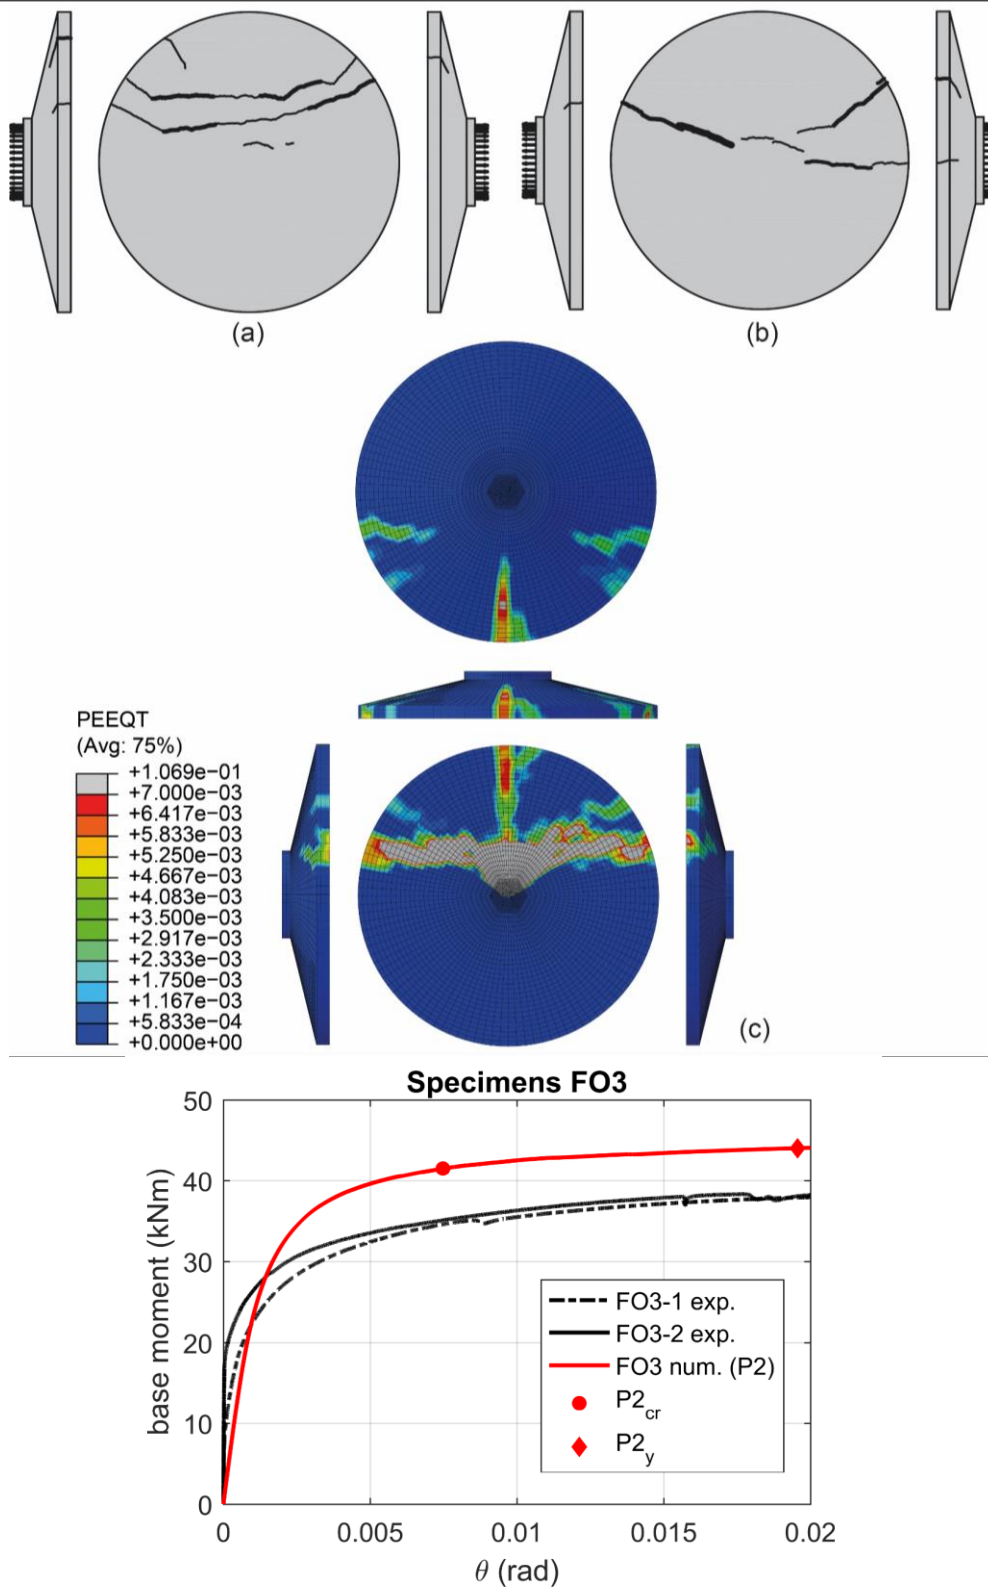 (a)
(b)
PEEQT
(Avg: 75%)
+1.069e−01
+7.000e−03
+6.417e−03
+5.833e−03
+5.250e−03
+4.667e−03
+4.083e−03
+3.500e−03
+2.917e−03
+2.333e−03
+1.750e−03
+1.167e−03
+5.833e−04
+0.000e+00
(c)
Specimens FO3
50
40
30
20
10
0
base moment (kNm)
FO3-1 exp.
FO3-2 exp.
FO3 num. (P2)
P2cr
P2y
0
0.005
0.01
0.015
0.02
θ (rad)